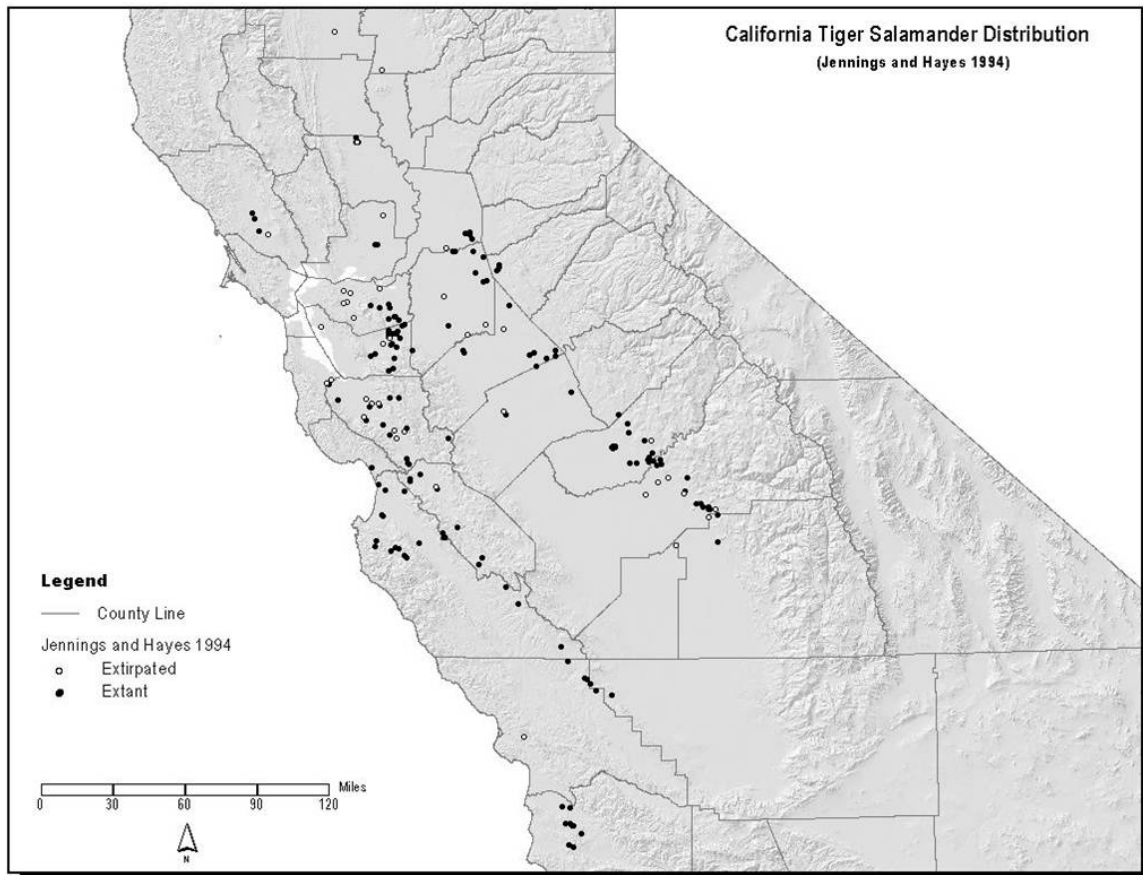 California Tiger Salamander Distribution
(Jennings and Hayes 1994)
Legend
County Line
Jennings and Hayes 1994
Extirpated
Extant
Miles
0 30 60 90 120
N